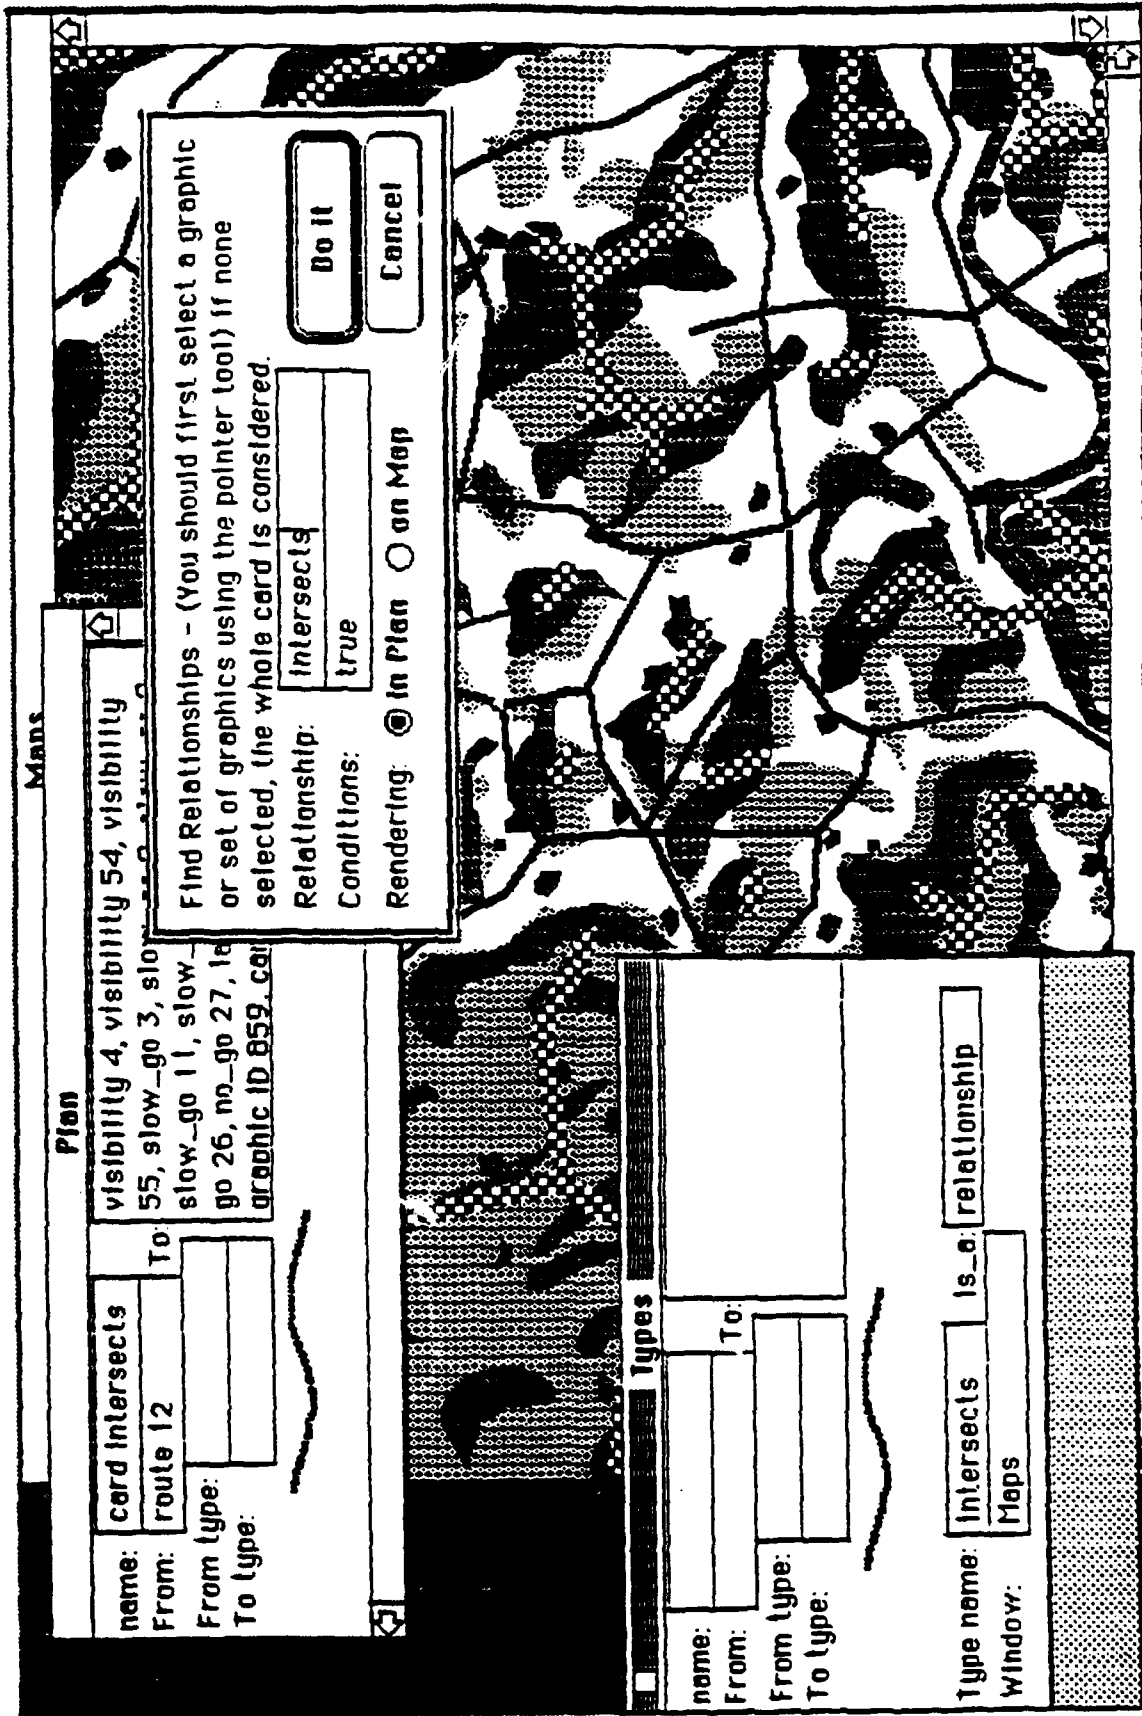 Maps
Plan
name: card Intersects
From: route 12
To: visibility 4, visibility 54, visibility
55, slow_go 3, slo
slow_go 11, slow_
go 26, no_go 27, la
graphic ID 859, car
From type:
To type:
Find Relationships - (You should first select a graphic
or set of graphics using the pointer tool) If none
selected, the whole card is considered.
Relationship: Intersects
Conditions: true
Rendering: In Plan on Map
Do It
Cancel
Types
name:
From: To:
From type:
To type:
Type name: Intersects is_a: relationship
Window: Maps